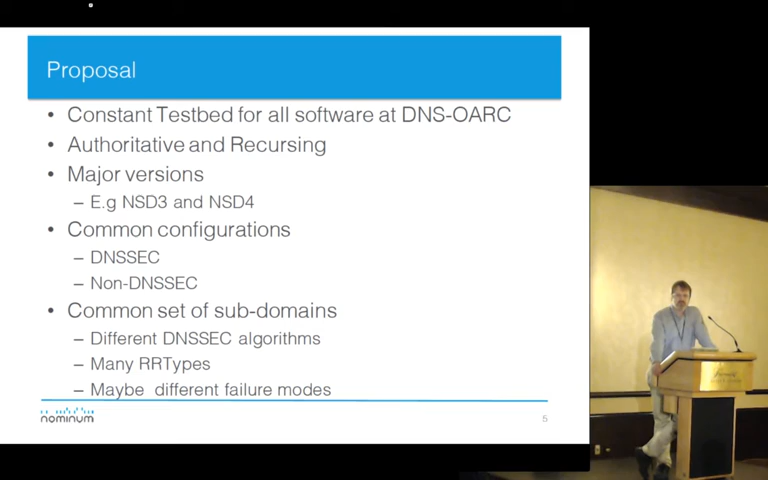 Proposal
• Constant Testbed for all software at DNS-OARC
• Authoritative and Recursing
• Major versions
– E.g NSD3 and NSD4
• Common configurations
– DNSSEC
– Non-DNSSEC
• Common set of sub-domains
– Different DNSSEC algorithms
– Many RRTypes
– Maybe different failure modes
nominum
5